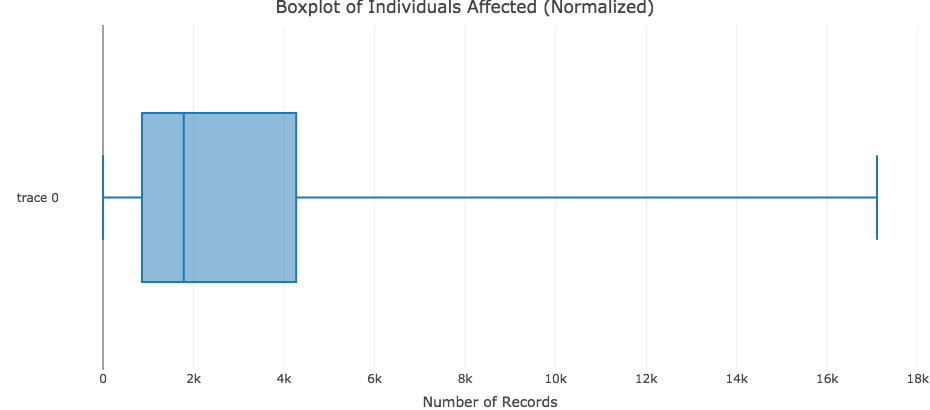 Boxplot of Individuals Affected (Normalized)
trace 0
0 2k 4k 6k 8k 10k 12k 14k 16k 18k
Number of Records